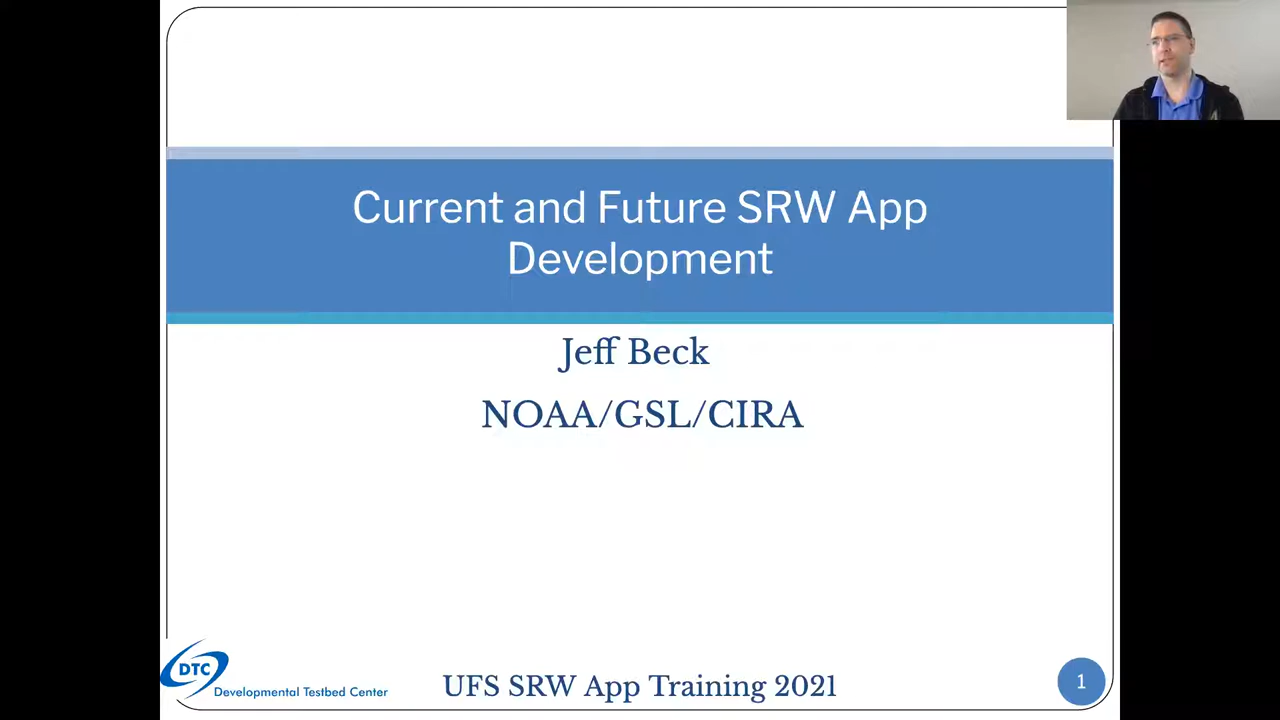 Current and Future SRW App
Development
Jeff Beck
NOAA/GSL/CIRA
DTC
Developmental Testbed Center
UFS SRW App Training 2021
1